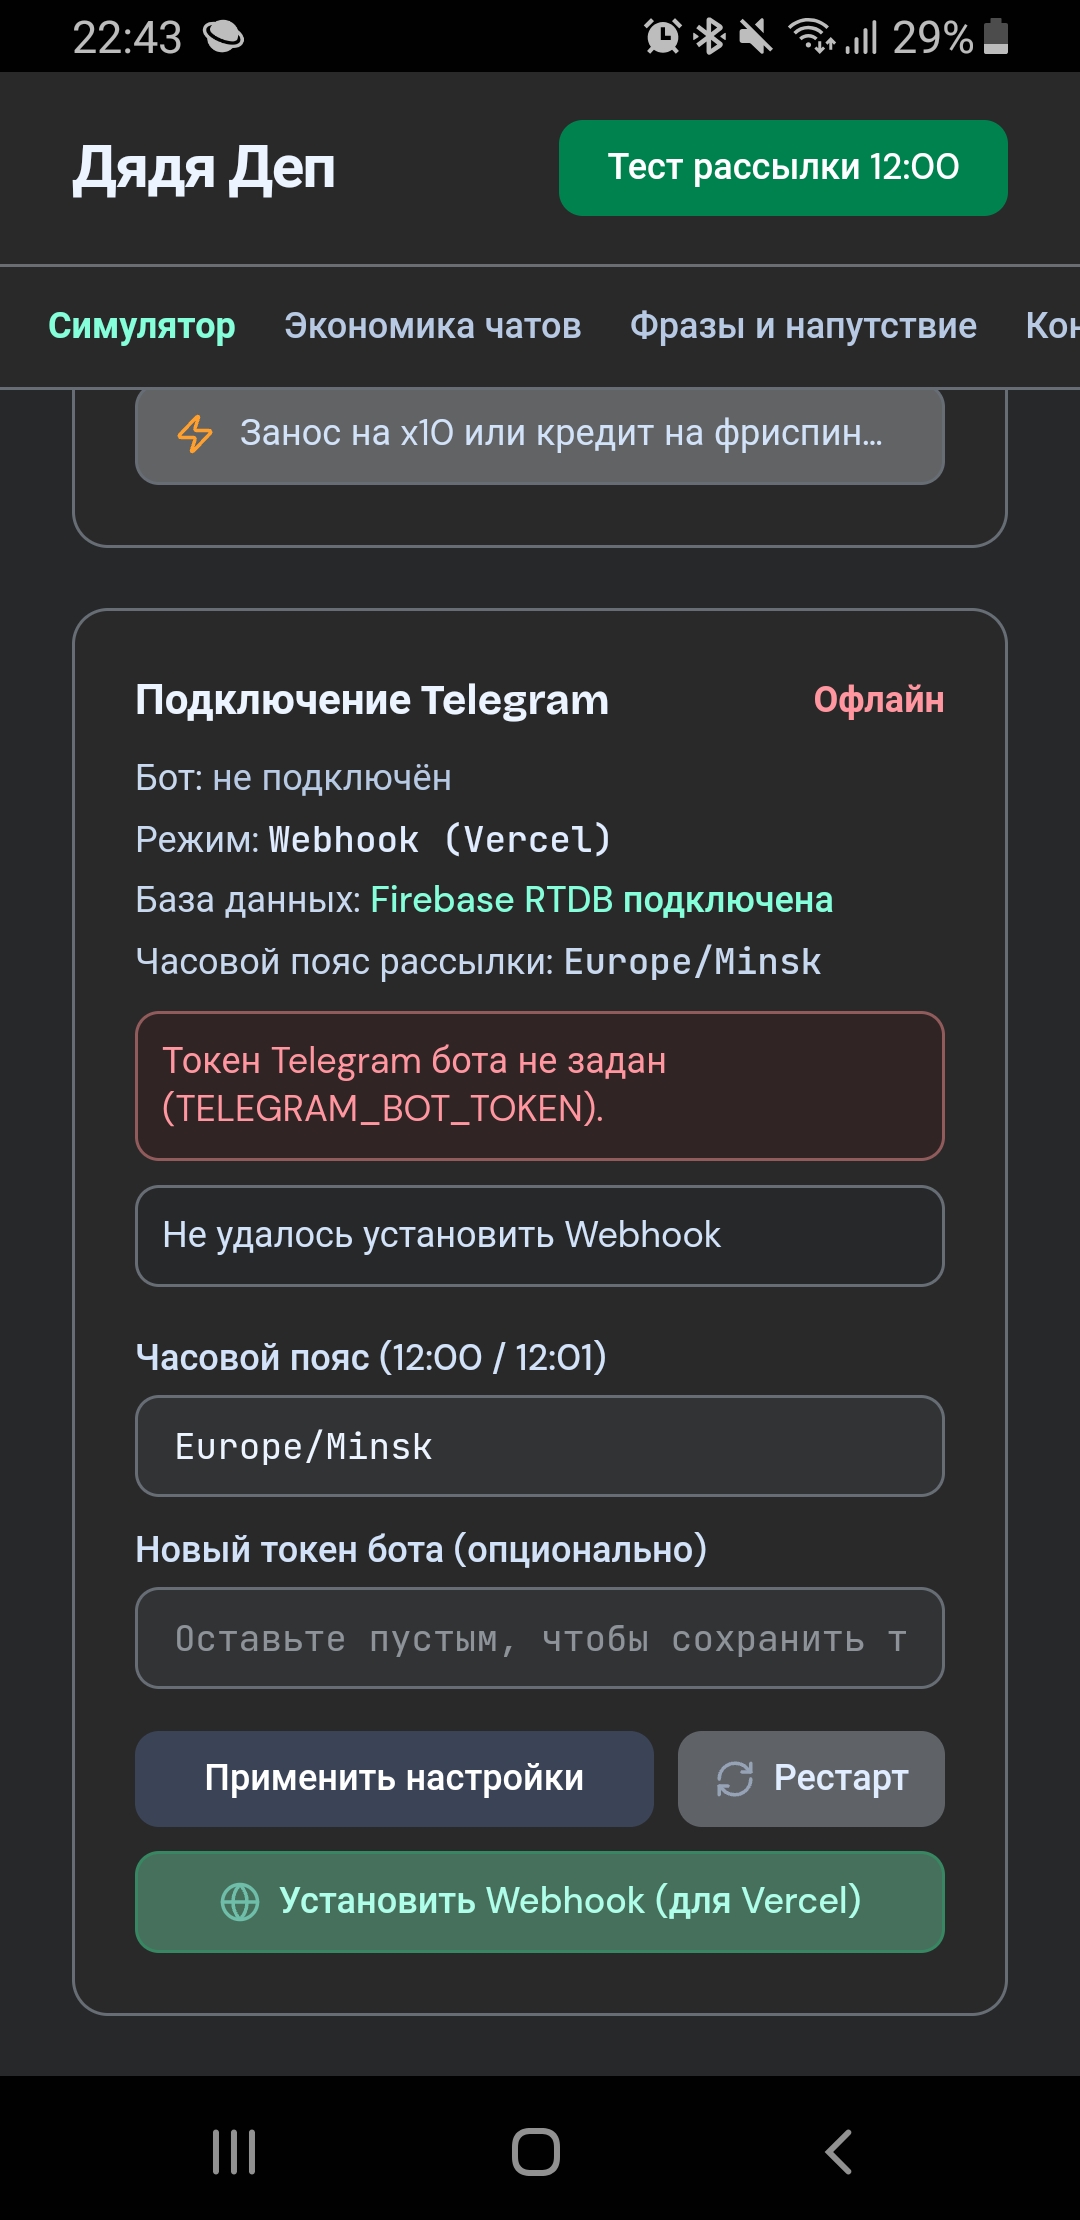 22:43
29%
Дядя Деп
Тест рассылки 12:00
Симулятор Экономика чатов Фразы и напутствие Кон
Занос на x10 или кредит на фриспин...
Подключение Telegram
Офлайн
Бот: не подключён
Режим: Webhook (Vercel)
База данных: Firebase RTDB подключена
Часовой пояс рассылки: Europe/Minsk
Токен Telegram бота не задан
(TELEGRAM_BOT_TOKEN).
Не удалось установить Webhook
Часовой пояс (12:00 / 12:01)
Europe/Minsk
Новый токен бота (опционально)
Оставьте пустым, чтобы сохранить т
Применить настройки
Рестарт
Установить Webhook (для Vercel)